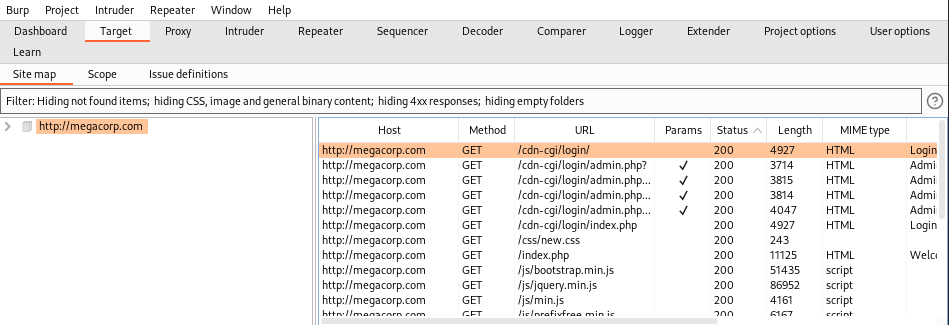 Burp Project Intruder Repeater Window Help
Dashboard Target Proxy Intruder Repeater Sequencer Decoder Comparer Logger Extender Project options User options
Learn
Site map Scope Issue definitions
Filter: Hiding not found items; hiding CSS, image and general binary content; hiding 4xx responses; hiding empty folders ?
http://megacorp.com
Host Method URL Params Status Length MIME type
http://megacorp.com GET /cdn-cgi/login/ 200 4927 HTML Login
http://megacorp.com GET /cdn-cgi/login/admin.php? ✓ 200 3714 HTML Admi
http://megacorp.com GET /cdn-cgi/login/admin.php... ✓ 200 3815 HTML Admi
http://megacorp.com GET /cdn-cgi/login/admin.php... ✓ 200 3814 HTML Admi
http://megacorp.com GET /cdn-cgi/login/admin.php... ✓ 200 4047 HTML Admi
http://megacorp.com GET /cdn-cgi/login/index.php 200 4927 HTML Login
http://megacorp.com GET /css/new.css 200 243
http://megacorp.com GET /index.php 200 11125 HTML Welc
http://megacorp.com GET /js/bootstrap.min.js 200 51435 script
http://megacorp.com GET /js/jquery.min.js 200 86952 script
http://megacorp.com GET /js/min.js 200 4161 script
http://megacorp.com GET /js/prefixfree.min.js 200 6167 script